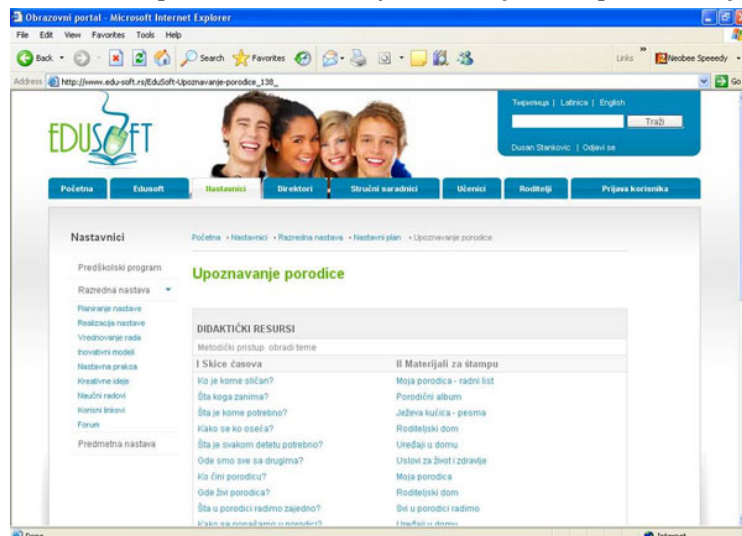 Obrazovni portal - Microsoft Internet Explorer
File Edit View Favorites Tools Help
Back Search Favorites Links Neobee Speeedy
Address http://www.edu-soft.rs/EduSoft-Upoznavanje-porodice_138_ Go
Ћирилица | Latinica | English
EDUSOFT
Traži
Dusan Stankovic | Odjavi se
Početna Edusoft Nastavnici Direktori Stručni saradnici Učenici Roditelji Prijava korisnika
Nastavnici
Početna • Nastavnici • Razredna nastava • Nastavni plan • Upoznavanje porodice
Predškolski program
Razredna nastava
Planiranje nastave
Realizacija nastave
Vrednovanje rada
Inovativni modeli
Nastavna praksa
Kreativne ideje
Naučni radovi
Korisni linkovi
Forum
Predmetna nastava
Upoznavanje porodice
DIDAKTIČKI RESURSI
Metodički pristup obradi teme
I Skice časova II Materijali za štampu
Ko je kome sličan? Moja porodica - radni list
Šta koga zanima? Porodični album
Šta je kome potrebno? Ježeva kućica - pesma
Kako se ko oseća? Roditeljski dom
Šta je svakom detetu potrebno? Uređaji u domu
Gde smo sve sa drugima? Uslovi za život i zdravlje
Ko čini porodicu? Moja porodica
Gde živi porodica? Roditeljski dom
Šta u porodici radimo zajedno? Svi u porodici radimo
Kako se ponašamo u porodici? Uređaji u domu
Done Internet